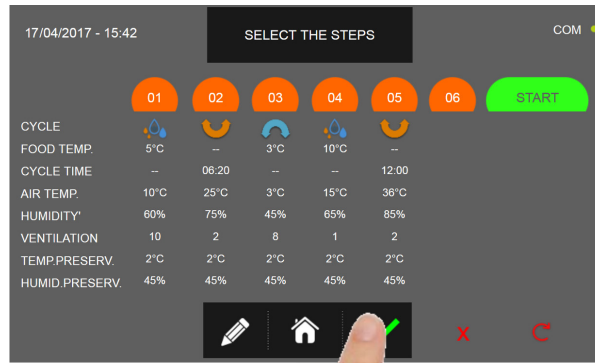 17/04/2017 - 15:42 SELECT THE STEPS COM
01 02 03 04 05 06 START
CYCLE
FOOD TEMP. 5°C -- 3°C 10°C --
CYCLE TIME -- 06:20 -- -- 12:00
AIR TEMP. 10°C 25°C 3°C 15°C 36°C
HUMIDITY' 60% 75% 45% 65% 85%
VENTILATION 10 2 8 1 2
TEMP.PRESERV. 2°C 2°C 2°C 2°C 2°C
HUMID.PRESERV. 45% 45% 45% 45% 45%
X